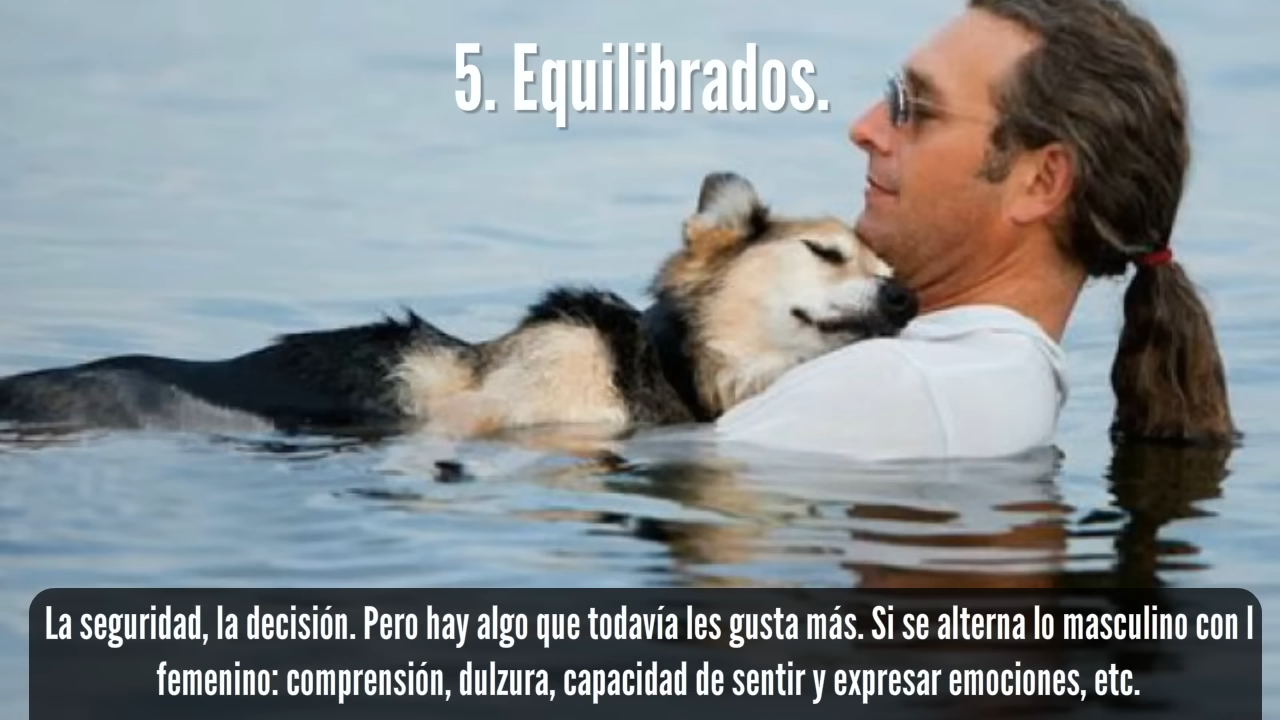 5. Equilibrados.
La seguridad, la decisión. Pero hay algo que todavía les gusta más. Si se alterna lo masculino con l
femenino: comprensión, dulzura, capacidad de sentir y expresar emociones, etc.